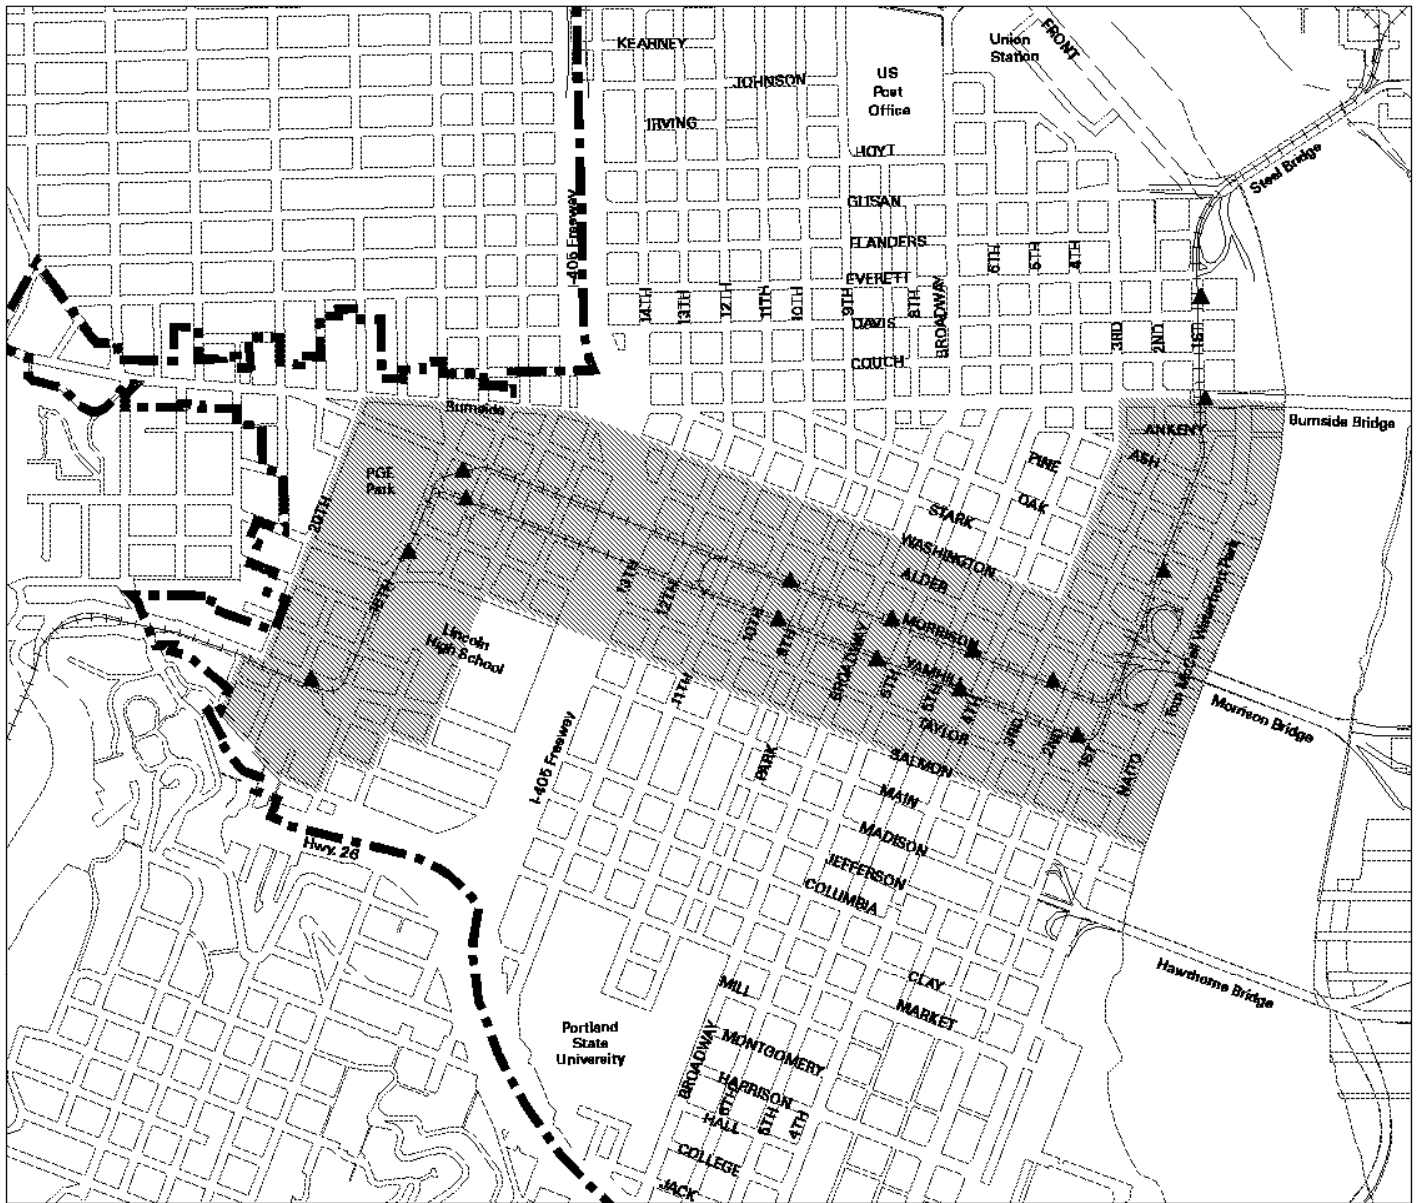 KEARNEY
Union
Station
FRONT
JOHNSON
US
Post
Office
IRVING
HOYT
Steel Bridge
GLISAN
I-405 Freeway
FLANDERS
6TH
5TH
4TH
EVERETT
14TH
13TH
12TH
11TH
10TH
9TH
8TH
BROADWAY
DAVIS
3RD
2ND
1ST
COUCH
Burnside
Burnside Bridge
ANKENY
ASH
PINE
OAK
PGE
Park
20TH
STARK
WASHINGTON
ALDER
18TH
13TH
12TH
10TH
9TH
MORRISON
Lincoln
High School
BROADWAY
YAMHILL
6TH
5TH
4TH
Tom McCall Waterfront Park
11TH
TAYLOR
3RD
2ND
1ST
Morrison Bridge
I-405 Freeway
PARK
SALMON
NAITO
MAIN
MADISON
Hwy. 26
JEFFERSON
COLUMBIA
CLAY
Hawthorne Bridge
MILL
MARKET
Portland
State
University
BROADWAY
MONTGOMERY
HARRISON
6TH
5TH
4TH
HALL
COLLEGE
JACK